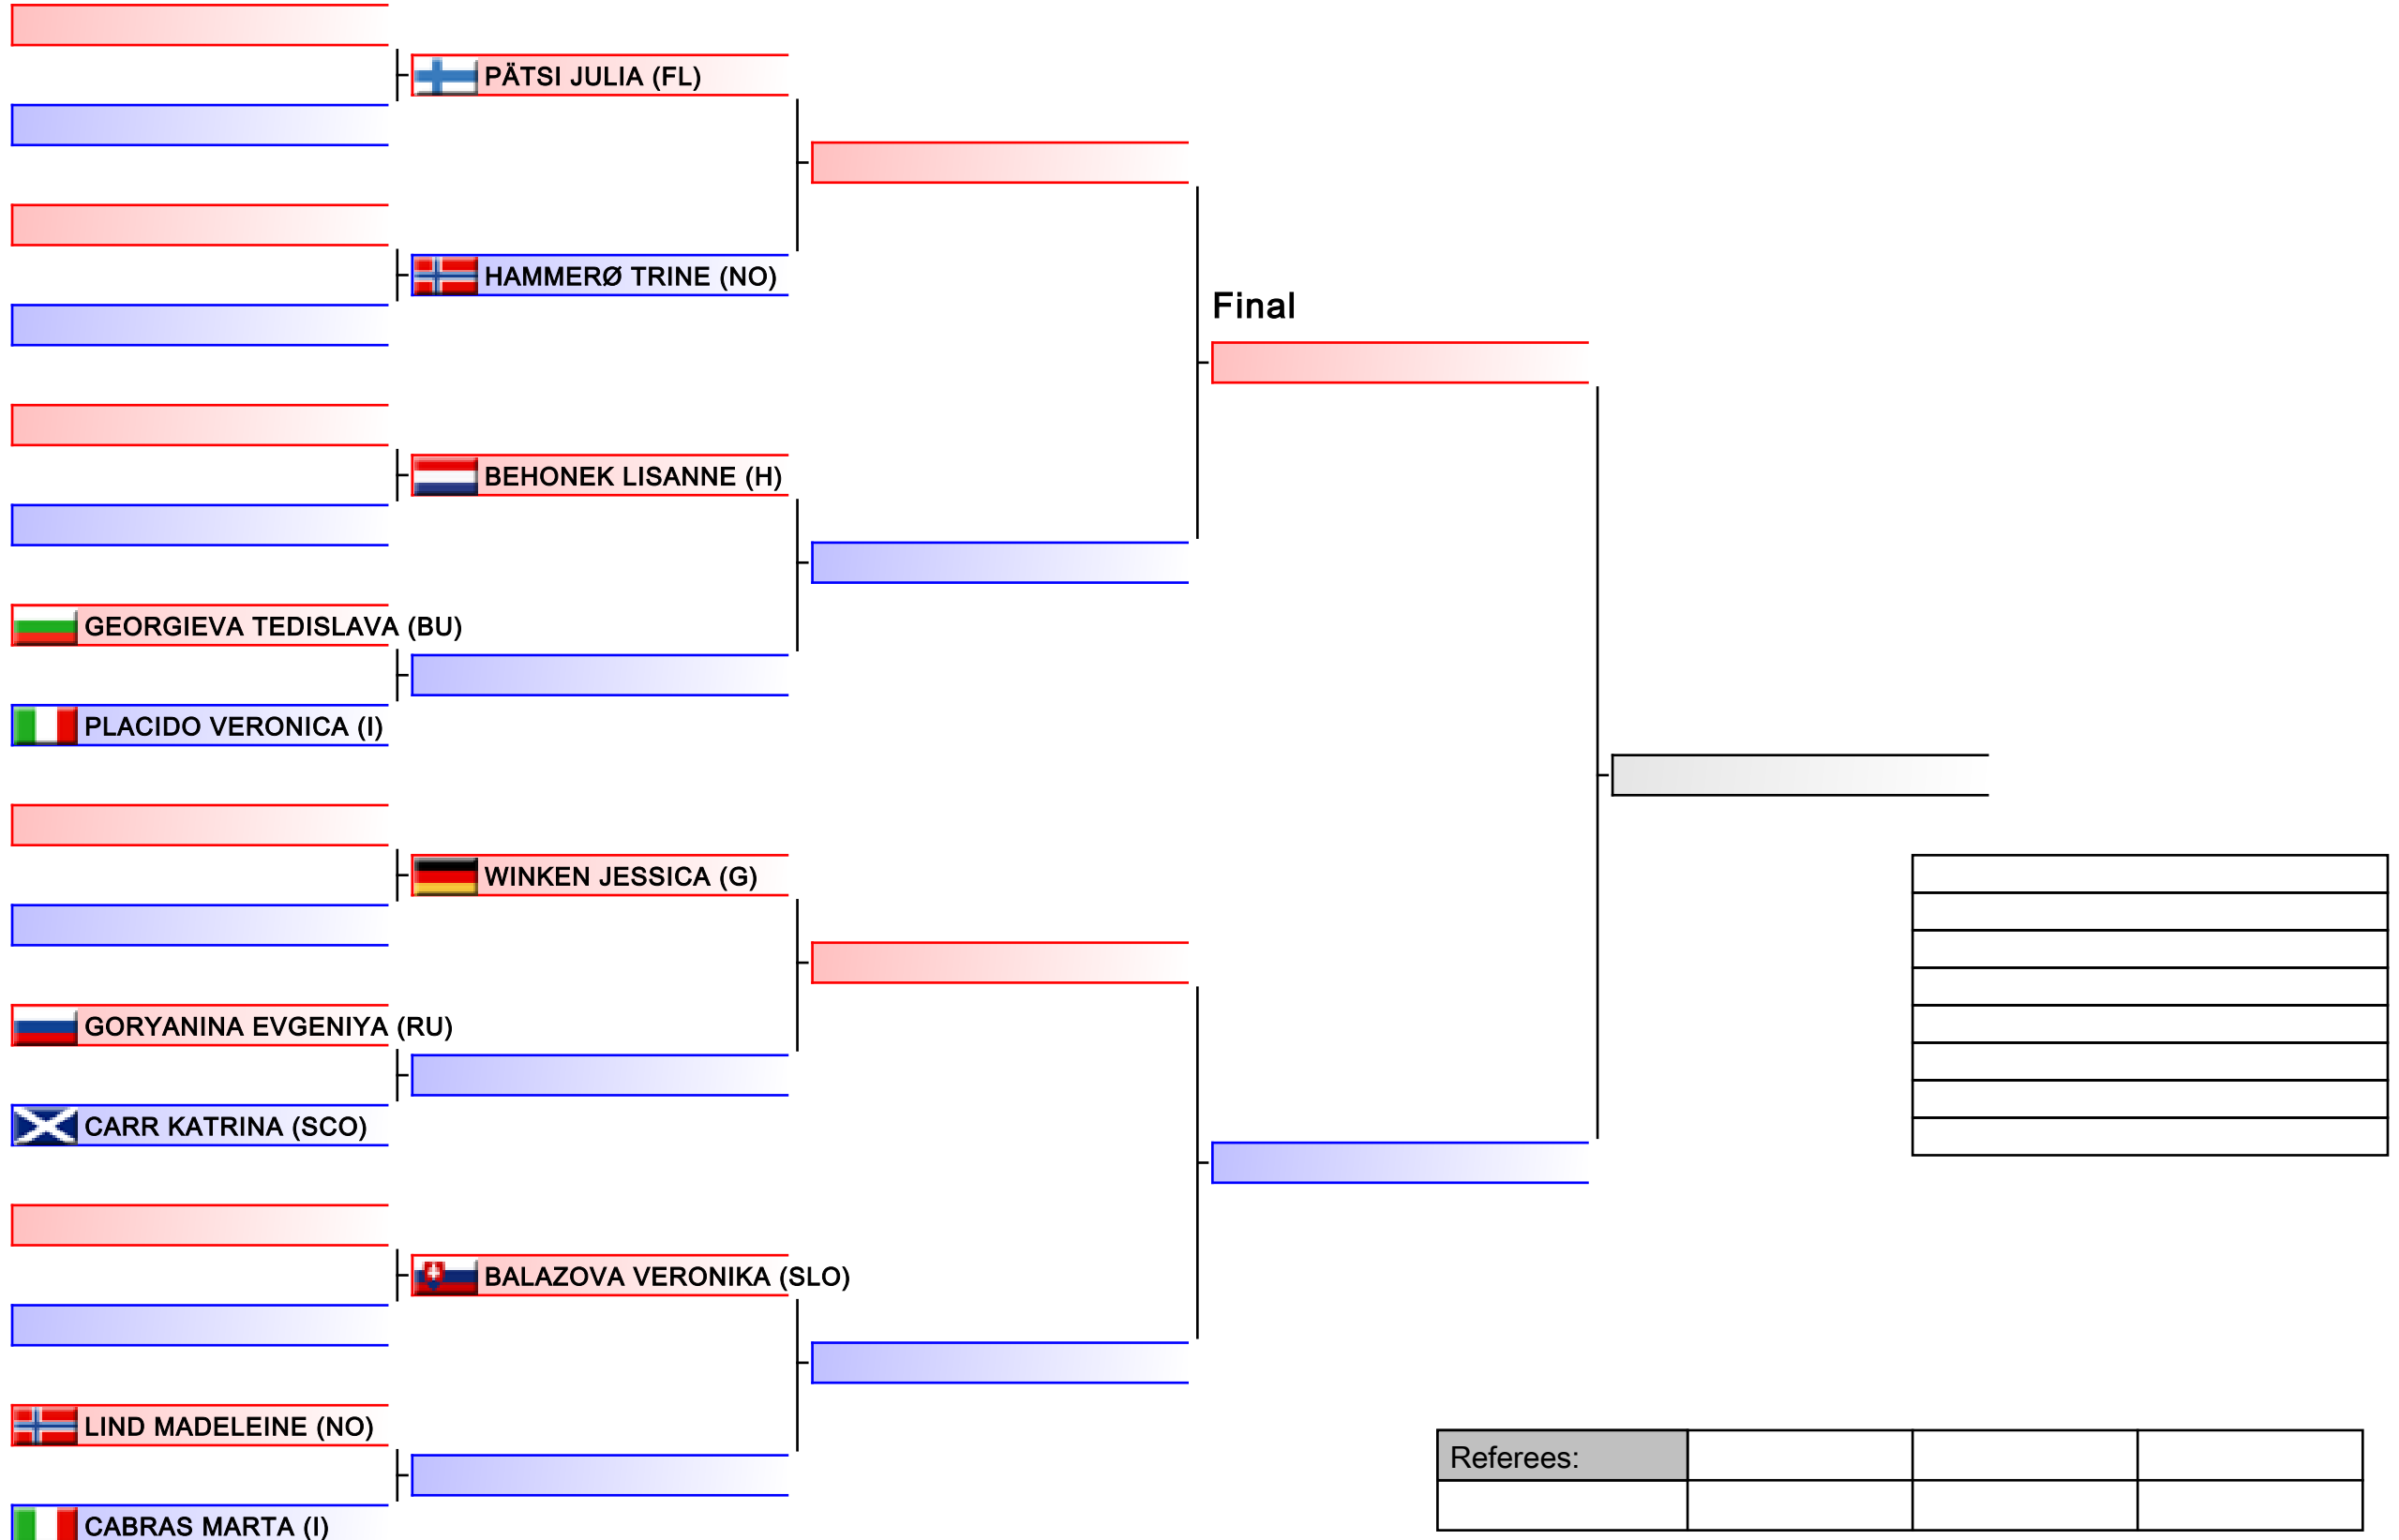 PÄTSI JULIA (FL)
HAMMERØ TRINE (NO)
Final
BEHONEK LISANNE (H)
GEORGIEVA TEDISLAVA (BU)
PLACIDO VERONICA (I)
WINKEN JESSICA (G)
GORYANINA EVGENIYA (RU)
CARR KATRINA (SCO)
BALAZOVA VERONIKA (SLO)
LIND MADELEINE (NO)
Referees:
CABRAS MARTA (I)